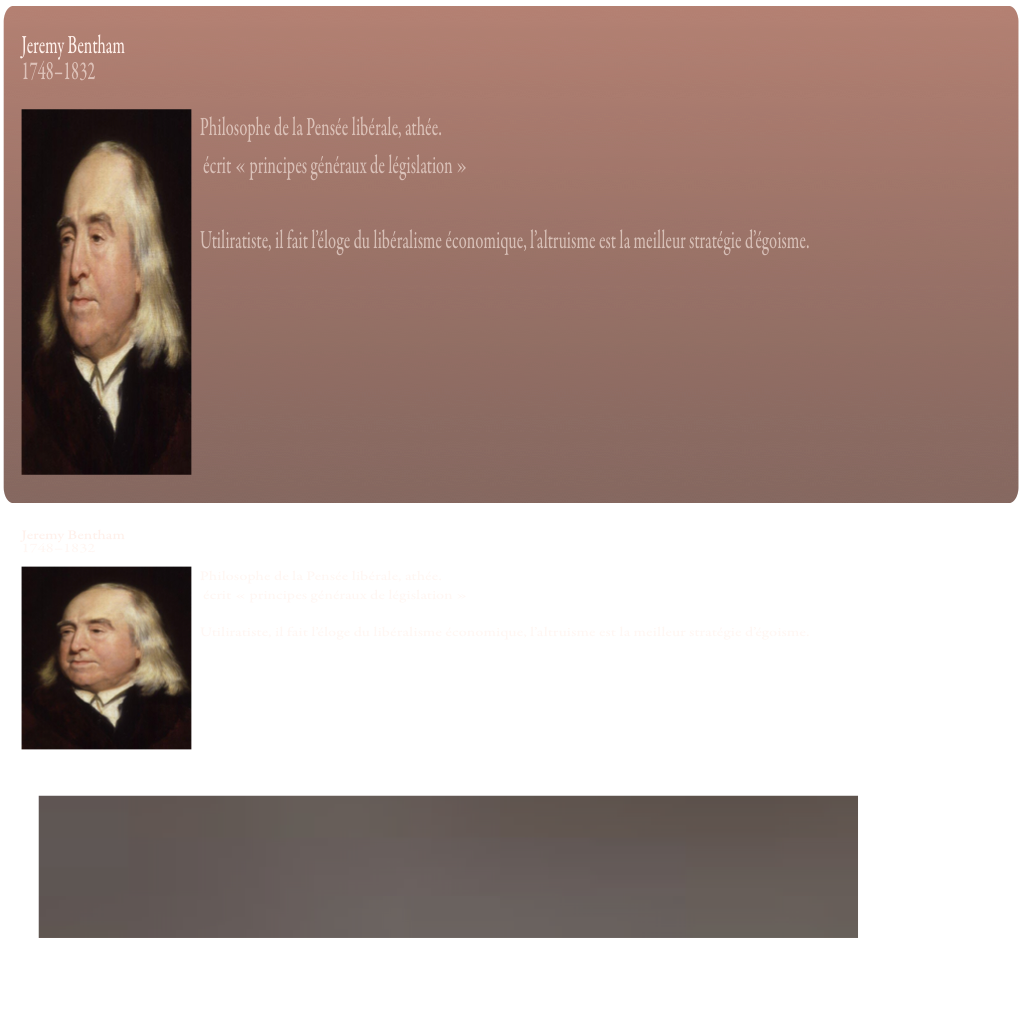 Jeremy Bentham
1748–1832
Philosophe de la Pensée libérale, athée.
écrit « principes généraux de législation »
Utiliratiste, il fait l'éloge du libéralisme économique, l'altruisme est la meilleur stratégie d'égoisme.
Jeremy Bentham
1748–1832
Philosophe de la Pensée libérale, athée.
écrit « principes généraux de législation »
Utiliratiste, il fait l'éloge du libéralisme économique, l'altruisme est la meilleur stratégie d'égoisme.